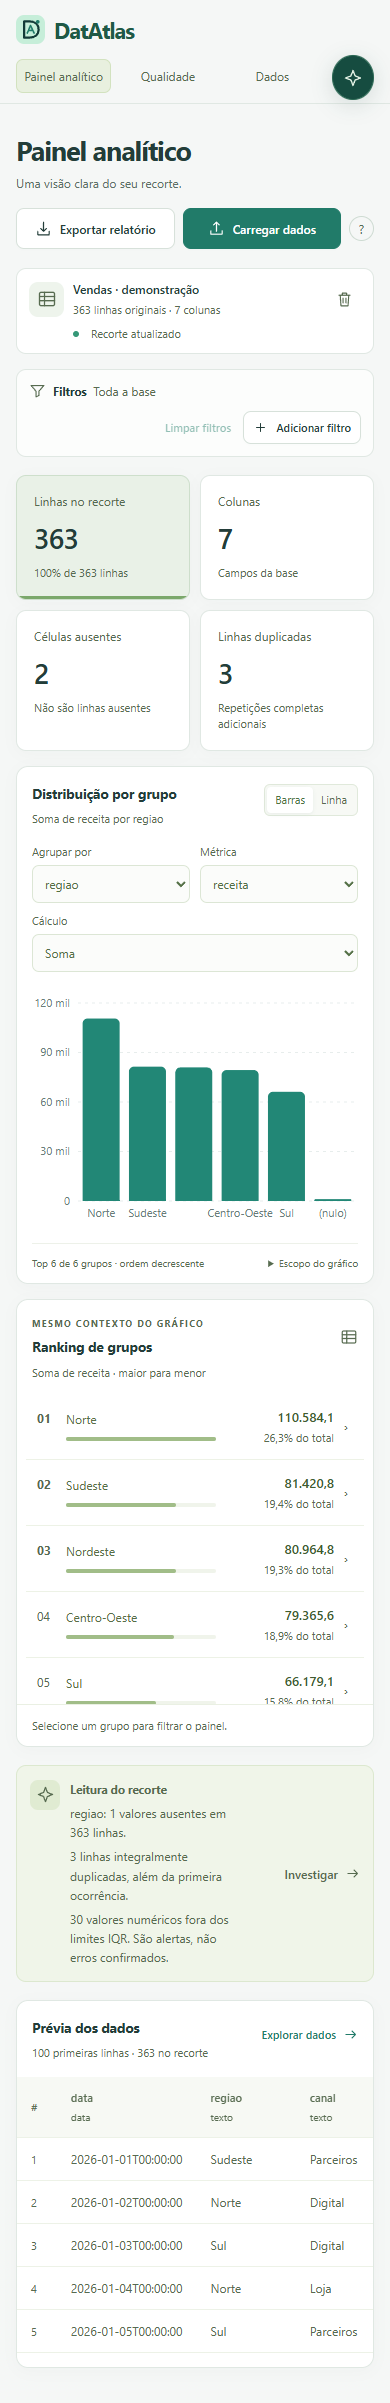 DatAtlas
Painel analítico
Qualidade
Dados
Painel analítico
Uma visão clara do seu recorte.
Exportar relatório
Carregar dados
?
Vendas · demonstração
363 linhas originais · 7 colunas
Recorte atualizado
Filtros Toda a base
Limpar filtros
Adicionar filtro
Linhas no recorte
363
100% de 363 linhas
Colunas
7
Campos da base
Células ausentes
2
Não são linhas ausentes
Linhas duplicadas
3
Repetições completas
adicionais
Distribuição por grupo
Soma de receita por regiao
Barras
Linha
Agrupar por
Métrica
regiao
receita
Cálculo
Soma
120 mil
90 mil
60 mil
30 mil
0
Norte
Sudeste
Centro-Oeste
Sul
(nulo)
Top 6 de 6 grupos · ordem decrescente
Escopo do gráfico
MESMO CONTEXTO DO GRÁFICO
Ranking de grupos
Soma de receita · maior para menor
01 Norte 110.584,1
26,3% do total
02 Sudeste 81.420,8
19,4% do total
03 Nordeste 80.964,8
19,3% do total
04 Centro-Oeste 79.365,6
18,9% do total
05 Sul 66.179,1
15,8% do total
Selecione um grupo para filtrar o painel.
Leitura do recorte
regiao: 1 valores ausentes em
363 linhas.
3 linhas integralmente
duplicadas, além da primeira
ocorrência.
30 valores numéricos fora dos
limites IQR. São alertas, não
erros confirmados.
Investigar
Prévia dos dados
100 primeiras linhas · 363 no recorte
Explorar dados
# data regiao canal
data texto texto
1 2026-01-01T00:00:00 Sudeste Parceiros
2 2026-01-02T00:00:00 Norte Digital
3 2026-01-03T00:00:00 Sul Digital
4 2026-01-04T00:00:00 Norte Loja
5 2026-01-05T00:00:00 Sul Parceiros